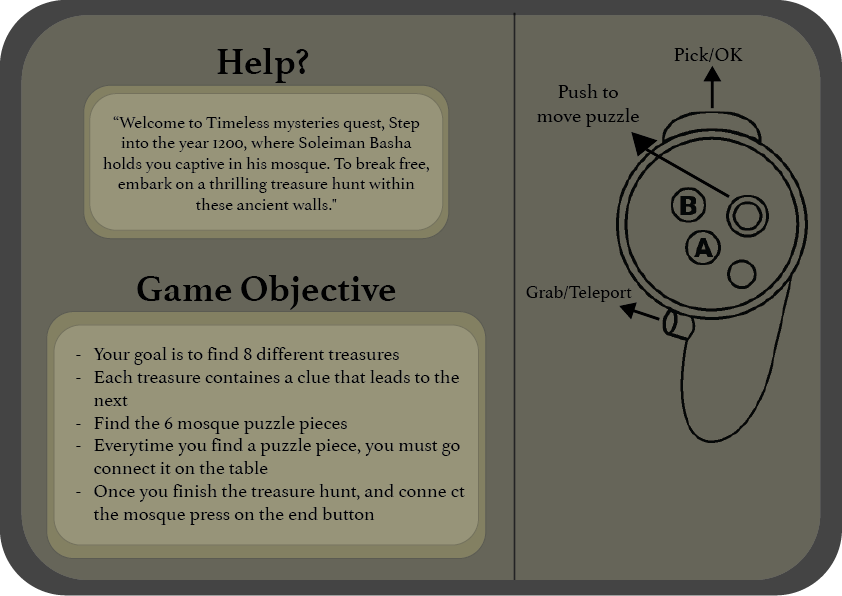 Help?
“Welcome to Timeless mysteries quest, Step
into the year 1200, where Soleiman Basha
holds you captive in his mosque. To break free,
embark on a thrilling treasure hunt within
these ancient walls."
Game Objective
- Your goal is to find 8 different treasures
- Each treasure containes a clue that leads to the
next
- Find the 6 mosque puzzle pieces
- Everytime you find a puzzle piece, you must go
connect it on the table
- Once you finish the treasure hunt, and conne ct
the mosque press on the end button
Pick/OK
Push to
move puzzle
B
A
Grab/Teleport